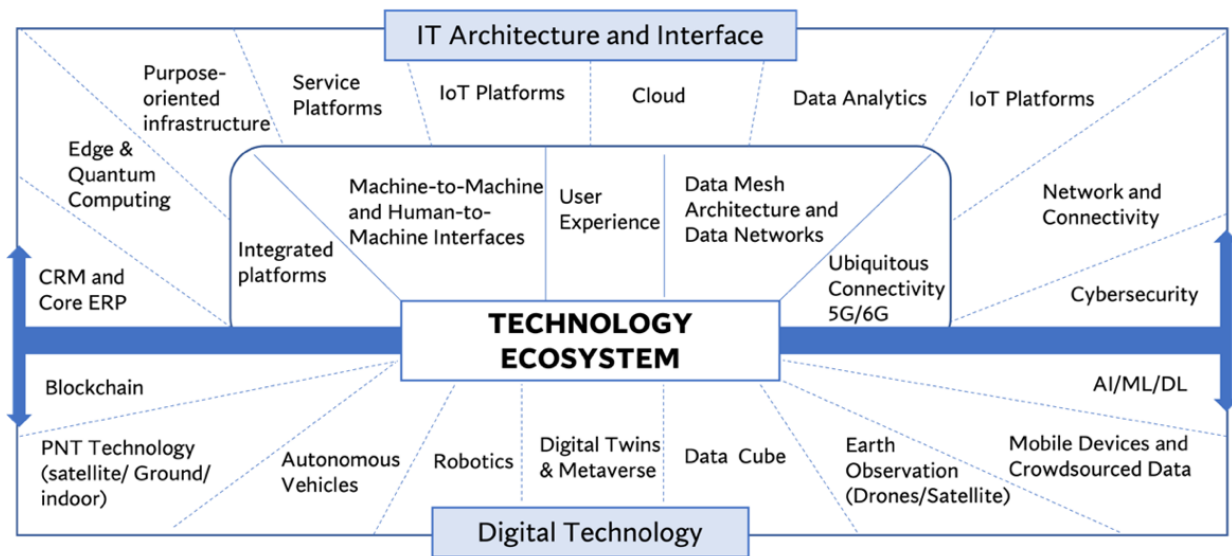 IT Architecture and Interface
Purpose-
oriented
infrastructure
Service
Platforms
IoT Platforms
Cloud
Data Analytics
IoT Platforms
Edge &
Quantum
Computing
Machine-to-Machine
and Human-to-
Machine Interfaces
User
Experience
Data Mesh
Architecture and
Data Networks
Network and
Connectivity
Integrated
platforms
Ubiquitous
Connectivity
5G/6G
CRM and
Core ERP
Cybersecurity
TECHNOLOGY
ECOSYSTEM
Blockchain
AI/ML/DL
PNT Technology
(satellite/ Ground/
indoor)
Autonomous
Vehicles
Robotics
Digital Twins
& Metaverse
Data Cube
Earth
Observation
(Drones/Satellite)
Mobile Devices and
Crowdsourced Data
Digital Technology